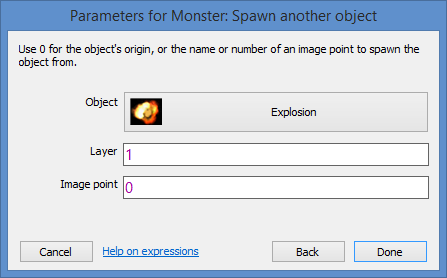 Parameters for Monster: Spawn another object
Use 0 for the object's origin, or the name or number of an image point to spawn the
object from.
Object
Explosion
Layer
1
Image point
0
Cancel
Help on expressions
Back
Done